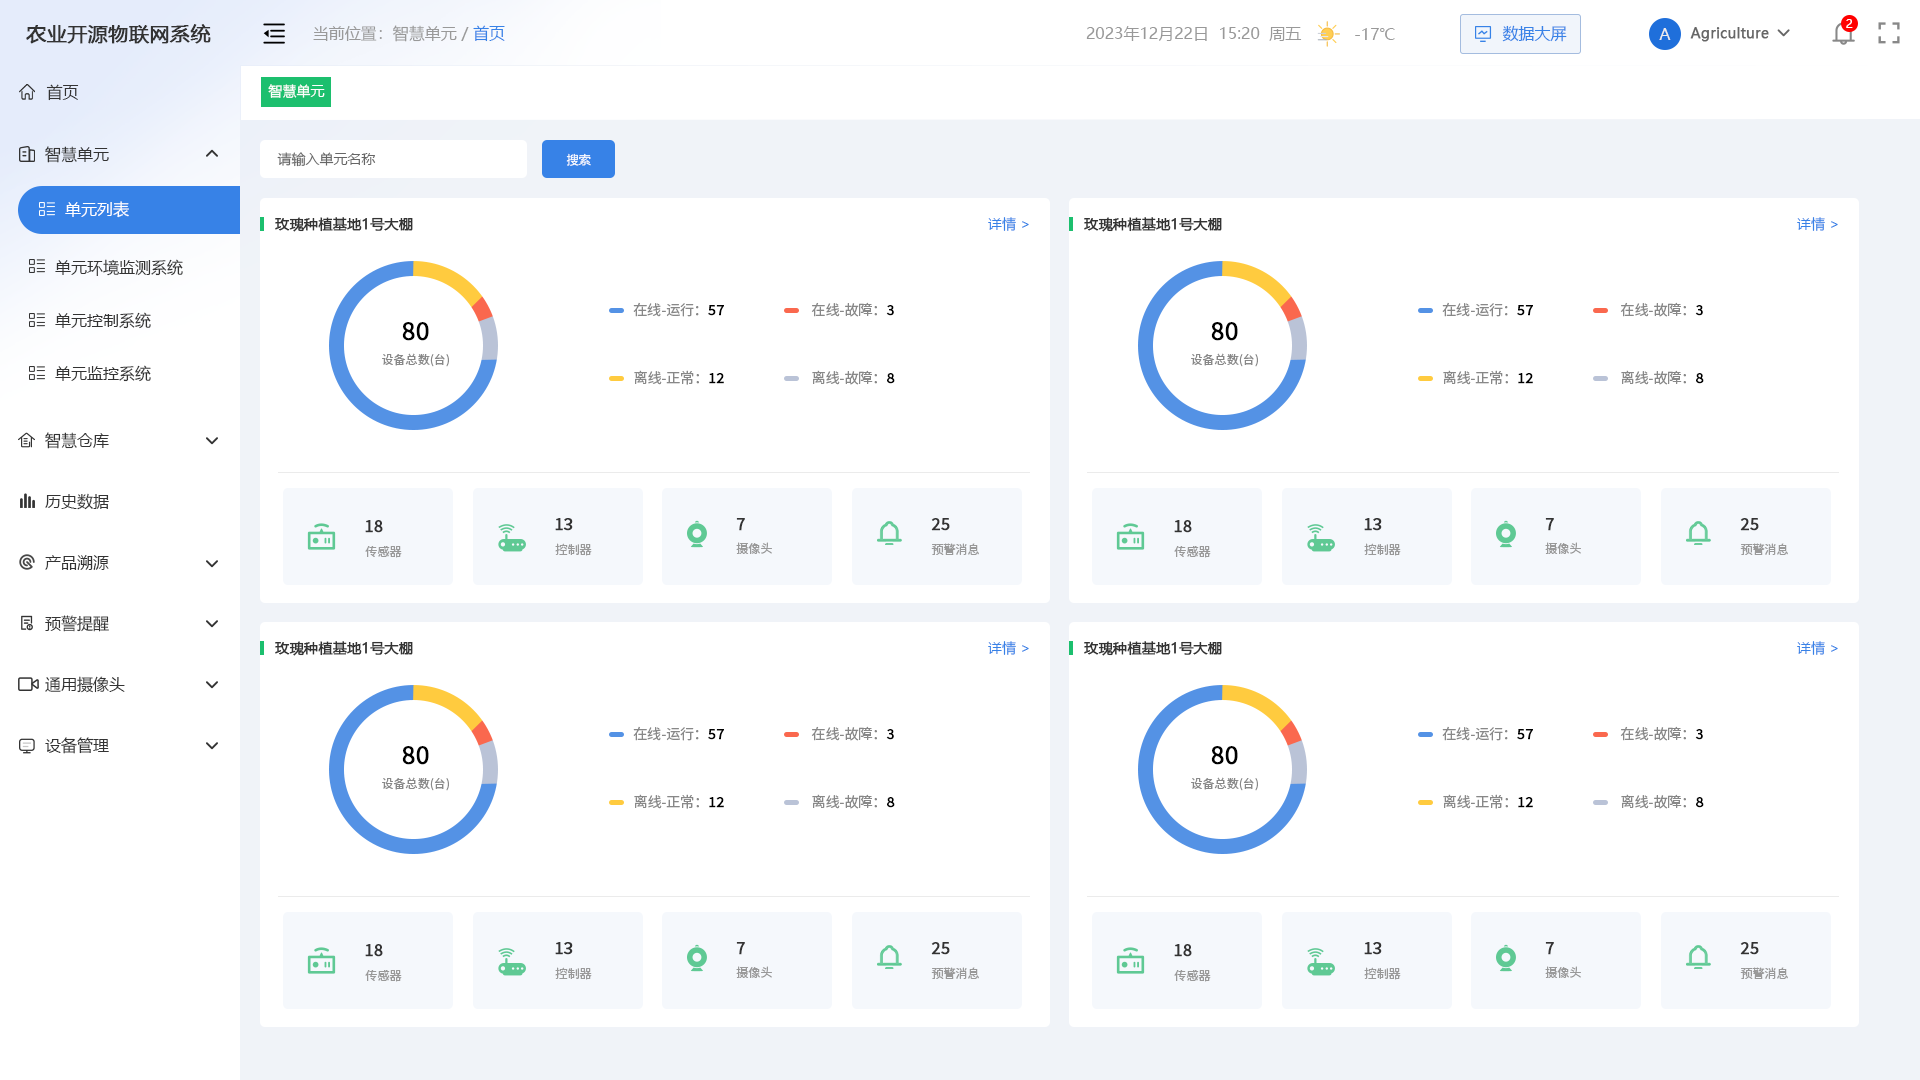 农业开源物联网系统
当前位置：智慧单元 / 首页
2023年12月22日 15:20 周五 -17℃
数据大屏
A Agriculture
2
首页
智慧单元
单元列表
单元环境监测系统
单元控制系统
单元监控系统
智慧仓库
历史数据
产品溯源
预警提醒
通用摄像头
设备管理
智慧单元
请输入单元名称
搜索
玫瑰种植基地1号大棚
详情 >
80
设备总数(台)
在线-运行：57
在线-故障：3
离线-正常：12
离线-故障：8
18
传感器
13
控制器
7
摄像头
25
预警消息
玫瑰种植基地1号大棚
详情 >
80
设备总数(台)
在线-运行：57
在线-故障：3
离线-正常：12
离线-故障：8
18
传感器
13
控制器
7
摄像头
25
预警消息
玫瑰种植基地1号大棚
详情 >
80
设备总数(台)
在线-运行：57
在线-故障：3
离线-正常：12
离线-故障：8
18
传感器
13
控制器
7
摄像头
25
预警消息
玫瑰种植基地1号大棚
详情 >
80
设备总数(台)
在线-运行：57
在线-故障：3
离线-正常：12
离线-故障：8
18
传感器
13
控制器
7
摄像头
25
预警消息